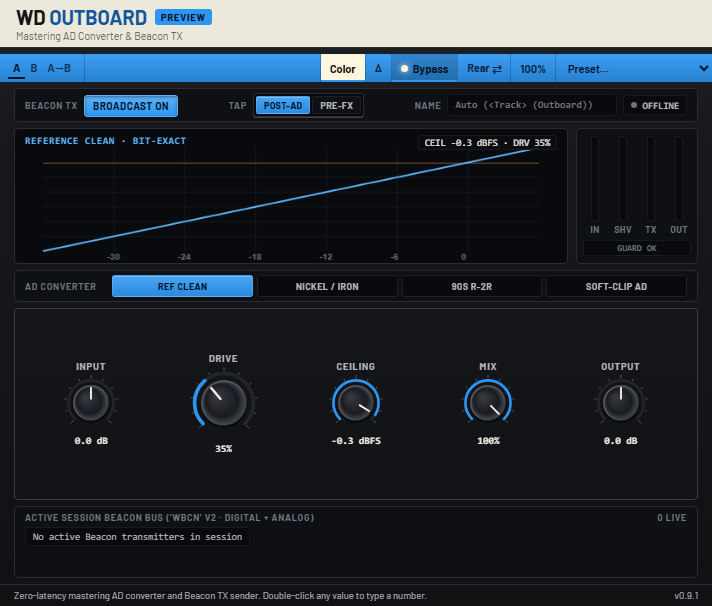 WD OUTBOARD PREVIEW
Mastering AD Converter & Beacon TX
A B A→B Color Δ Bypass Rear ⇄ 100% Preset...
BEACON TX BROADCAST ON TAP POST-AD PRE-FX NAME Auto (<Track> (Outboard)) OFFLINE
REFERENCE CLEAN · BIT-EXACT CEIL -0.3 dBFS · DRV 35%
-30 -24 -18 -12 -6 0
IN SHV TX OUT
GUARD OK
AD CONVERTER REF CLEAN NICKEL / IRON 90S R-2R SOFT-CLIP AD
INPUT DRIVE CEILING MIX OUTPUT
0.0 dB 35% -0.3 dBFS 100% 0.0 dB
ACTIVE SESSION BEACON BUS ('WBCN' V2 · DIGITAL + ANALOG) 0 LIVE
No active Beacon transmitters in session
Zero-latency mastering AD converter and Beacon TX sender. Double-click any value to type a number. v0.9.1